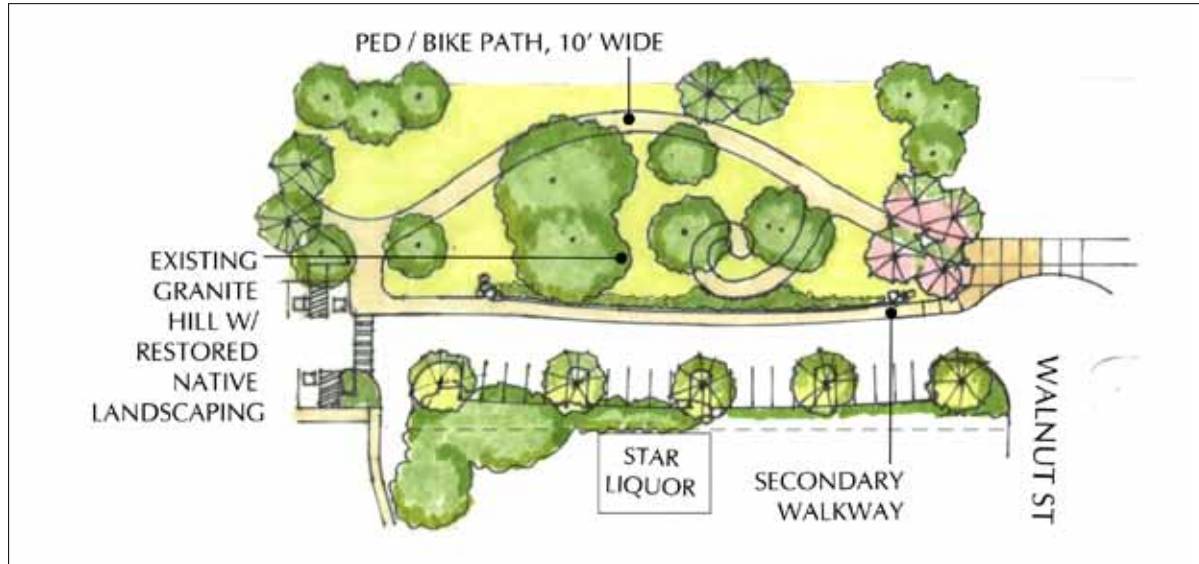 PED / BIKE PATH, 10' WIDE
EXISTING
GRANITE
HILL W/
RESTORED
NATIVE
LANDSCAPING
STAR
LIQUOR
SECONDARY
WALKWAY
WALNUT ST